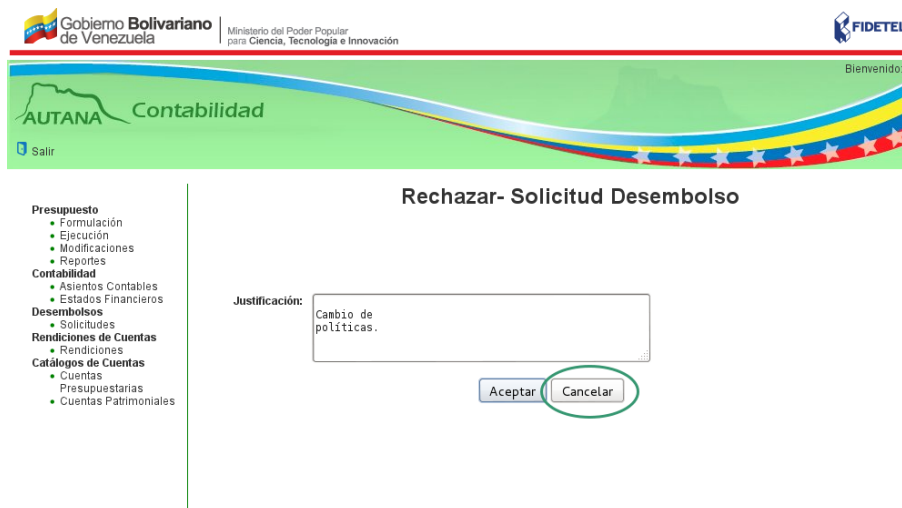 Gobierno Bolivariano
de Venezuela
Ministerio del Poder Popular
para Ciencia, Tecnología e Innovación
FIDETEL
Bienvenido:
AUTANA Contabilidad
Salir
Rechazar- Solicitud Desembolso
Presupuesto
Formulación
Ejecución
Modificaciones
Reportes
Contabilidad
Asientos Contables
Estados Financieros
Desembolsos
Solicitudes
Rendiciones de Cuentas
Rendiciones
Catálogos de Cuentas
Cuentas
Presupuestarias
Cuentas Patrimoniales
Justificación:
Cambio de
políticas.
Aceptar Cancelar